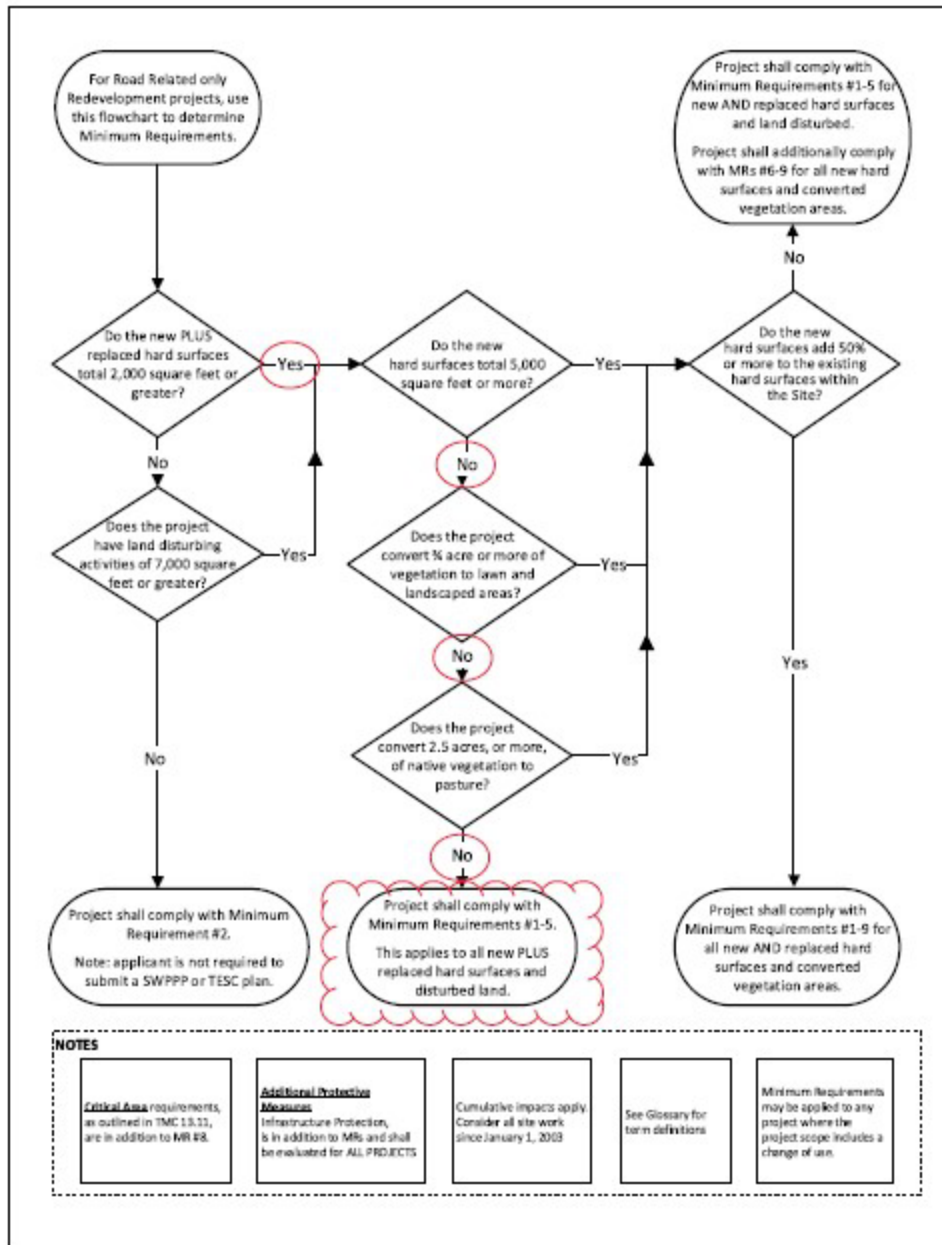 For Road Related only
Redevelopment projects, use
this flowchart to determine
Minimum Requirements.
Project shall comply with
Minimum Requirements #1-5 for
new AND replaced hard surfaces
and land disturbed.
Project shall additionally comply
with MRs #6-9 for all new hard
surfaces and converted
vegetation areas.
No
Do the new PLUS
replaced hard surfaces
total 2,000 square feet or
greater?
Yes
Do the new
hard surfaces total 5,000
square feet or more?
Yes
Do the new
hard surfaces add 50%
or more to the existing
hard surfaces within
the Site?
No
No
Does the project
have land disturbing
activities of 7,000 square
feet or greater?
Yes
Does the project
convert ¾ acre or more of
vegetation to lawn and
landscaped areas?
Yes
No
Yes
Does the project
convert 2.5 acres, or more,
of native vegetation to
pasture?
Yes
No
No
Project shall comply with Minimum
Requirement #2.
Note: applicant is not required to
submit a SWPPP or TESC plan.
Project shall comply with
Minimum Requirements #1-5.
This applies to all new PLUS
replaced hard surfaces and
disturbed land.
Project shall comply with
Minimum Requirements #1-9 for
all new AND replaced hard
surfaces and converted
vegetation areas.
NOTES
Critical Area requirements,
as outlined in TMC 13.11,
are in addition to MR #8.
Additional Protective
Measures
Infrastructure Protection,
is in addition to MRs and shall
be evaluated for ALL PROJECTS
Cumulative impacts apply.
Consider all site work
since January 1, 2003
See Glossary for
term definitions
Minimum Requirements
may be applied to any
project where the
project scope includes a
change of use.